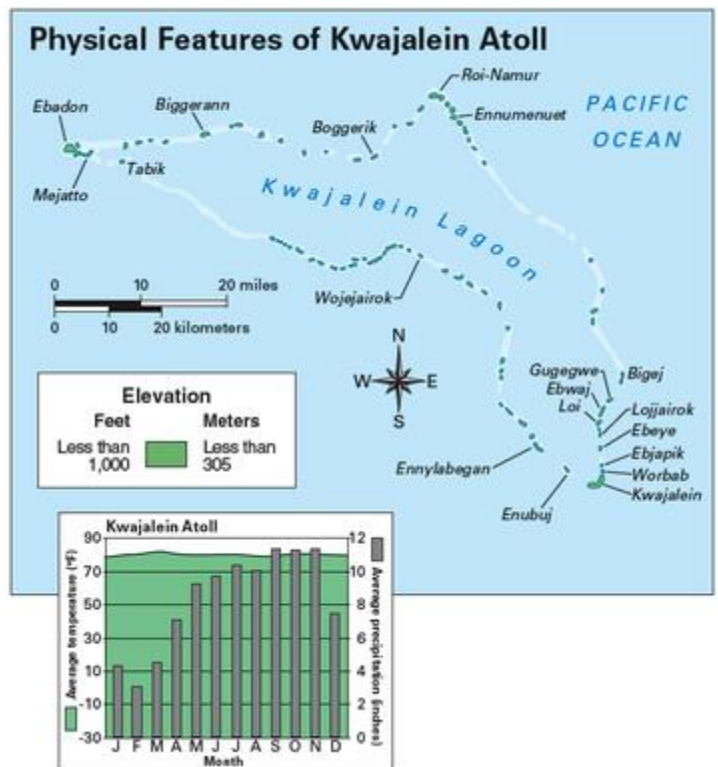 Physical Features of Kwajalein Atoll
Roi-Namur
Ebadon
Biggerann
Boggerik
Ennumenuet
PACIFIC
OCEAN
Tabik
Mejatto
Kwajalein Lagoon
0 10 20 miles
0 10 20 kilometers
Wojejairok
N
W E
S
Gugegwe
Bigej
Ebwaj
Loi
Lojjairok
Ebeye
Ebjapik
Worbab
Kwajalein
Ennylabegan
Enubuj
Elevation
Feet Meters
Less than Less than
1,000 305
Kwajalein Atoll
Average temperature (°F)
90
70
50
30
10
-10
-30
12
10
8
6
4
2
0
Average precipitation (inches)
J F M A M J J A S O N D
Month